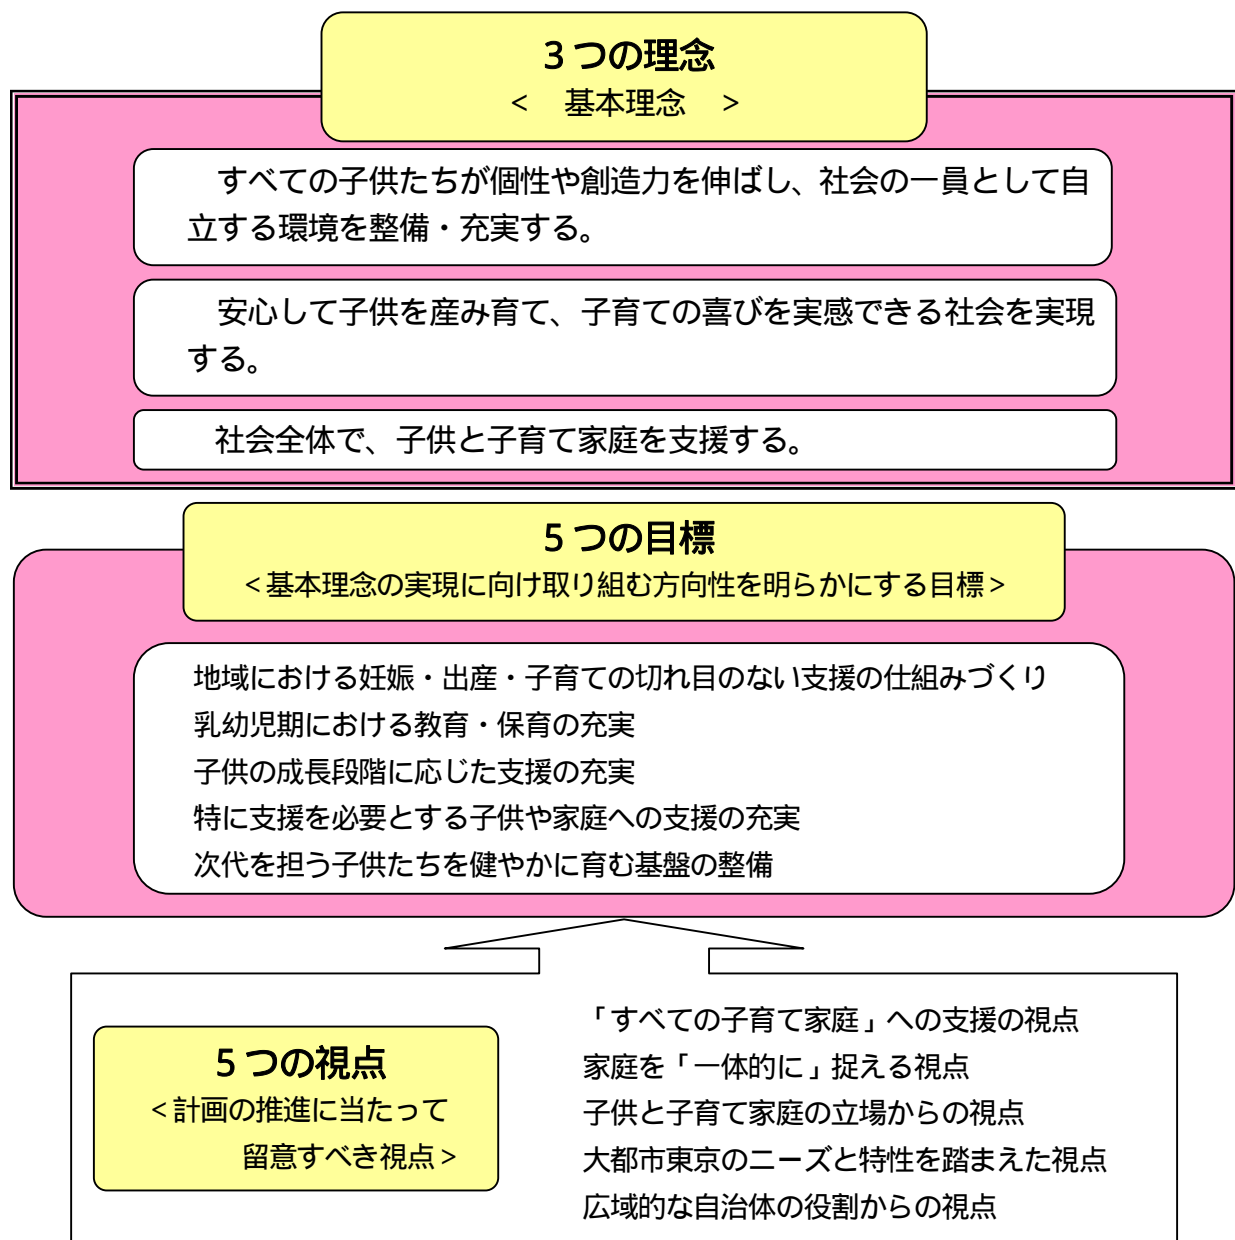 3つの理念
<　基本理念　>
すべての子供たちが個性や創造力を伸ばし、社会の一員として自
立する環境を整備・充実する。
安心して子供を産み育て、子育ての喜びを実感できる社会を実現
する。
社会全体で、子供と子育て家庭を支援する。
5つの目標
<基本理念の実現に向け取り組む方向性を明らかにする目標>
地域における妊娠・出産・子育ての切れ目のない支援の仕組みづくり
乳幼児期における教育・保育の充実
子供の成長段階に応じた支援の充実
特に支援を必要とする子供や家庭への支援の充実
次代を担う子供たちを健やかに育む基盤の整備
5つの視点
<計画の推進に当たって
留意すべき視点>
「すべての子育て家庭」への支援の視点
家庭を「一体的に」捉える視点
子供と子育て家庭の立場からの視点
大都市東京のニーズと特性を踏まえた視点
広域的な自治体の役割からの視点